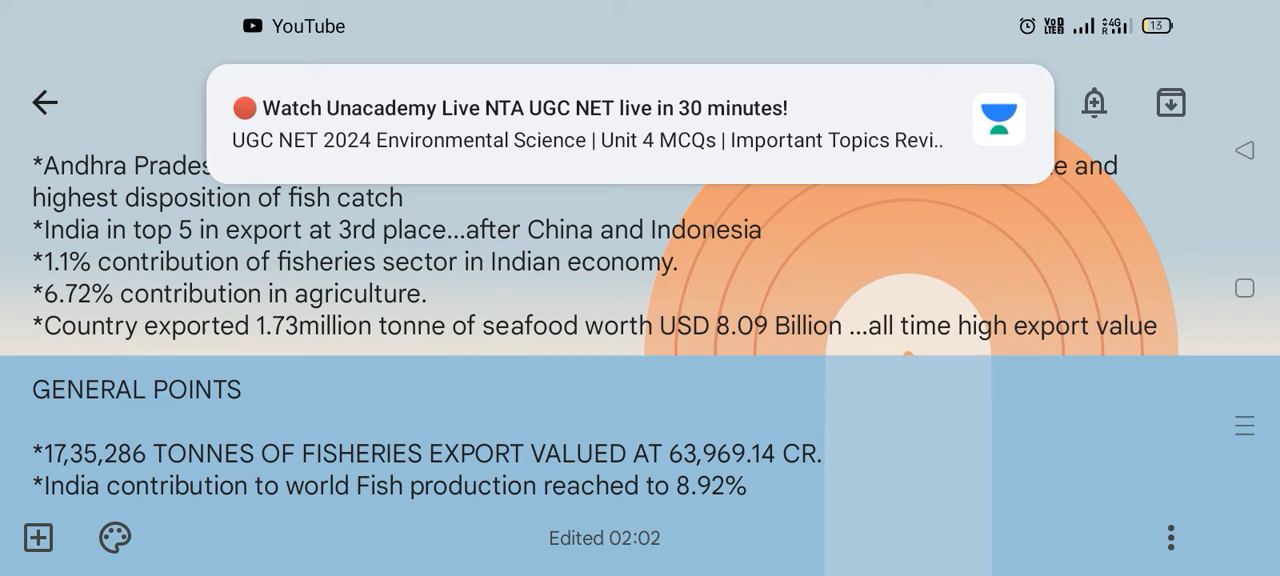 YouTube
VoD LTE2 4G R 13
🔴 Watch Unacademy Live NTA UGC NET live in 30 minutes!
UGC NET 2024 Environmental Science | Unit 4 MCQs | Important Topics Revi..
*Andhra and
highest disposition of fish catch
*India in top 5 in export at 3rd place...after China and Indonesia
*1.1% contribution of fisheries sector in Indian economy.
*6.72% contribution in agriculture.
*Country exported 1.73million tonne of seafood worth USD 8.09 Billion ...all time high export value
GENERAL POINTS
*17,35,286 TONNES OF FISHERIES EXPORT VALUED AT 63,969.14 CR.
*India contribution to world Fish production reached to 8.92%
Edited 02:02